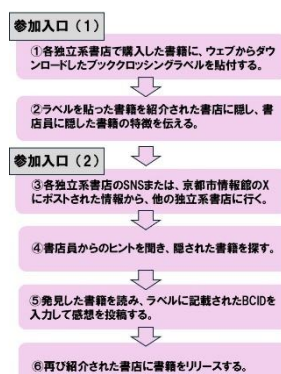 参加入口(1)
①各独立系書店で購入した書籍に、ウェブからダウ
ンロードしたブッククロッシングラベルを貼付する。
②ラベルを貼った書籍を紹介された書店に隠し、書
店員に隠した書籍の特徴を伝える。
参加入口(2)
③各独立系書店のSNSまたは、京都市情報館のX
にポストされた情報から、他の独立系書店に行く。
④書店員からのヒントを聞き、隠された書籍を探す。
⑤発見した書籍を読み、ラベルに記載されたBCIDを
入力して感想を投稿する。
⑥再び紹介された書店に書籍をリリースする。